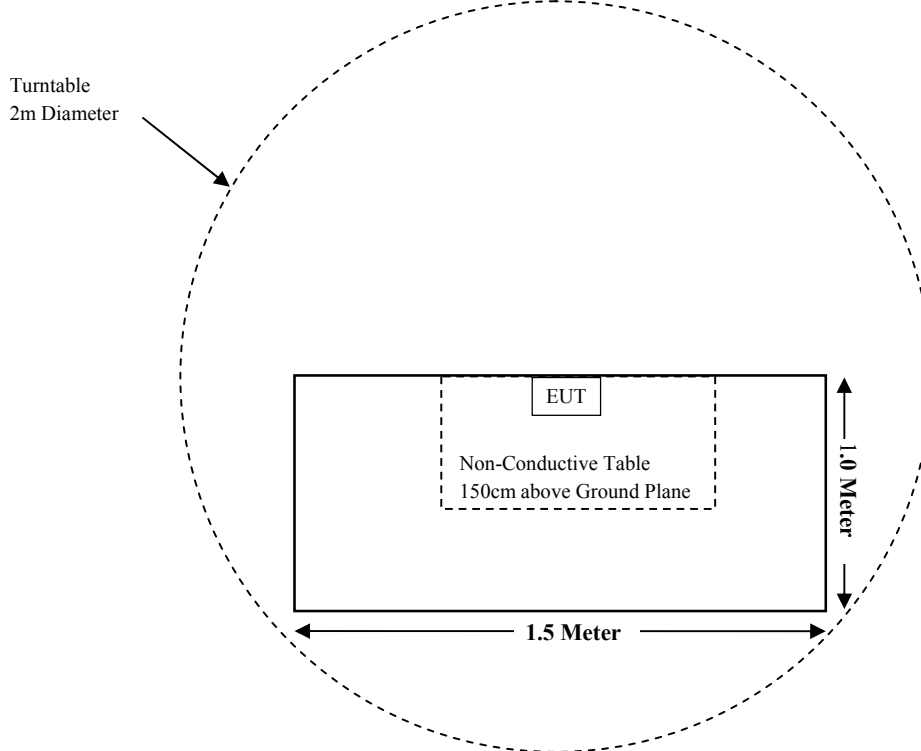 Turntable
2m Diameter
EUT
Non-Conductive Table
150cm above Ground Plane
1.0 Meter
1.5 Meter